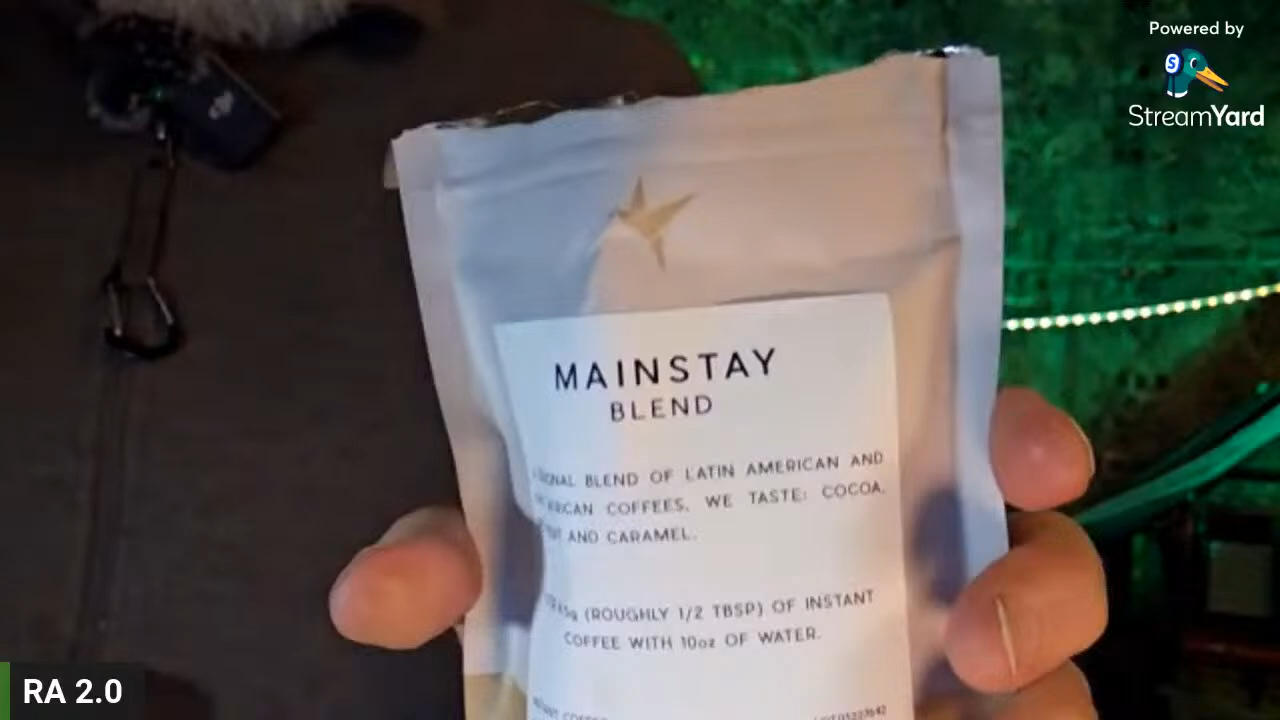 Powered by
StreamYard
MAINSTAY
BLEND
BLEND OF LATIN AMERICAN AND
COFFEES. WE TASTE: COCOA,
AND CARAMEL.
(ROUGHLY 1/2 TBSP) OF INSTANT
COFFEE WITH 10oz OF WATER.
RA 2.0